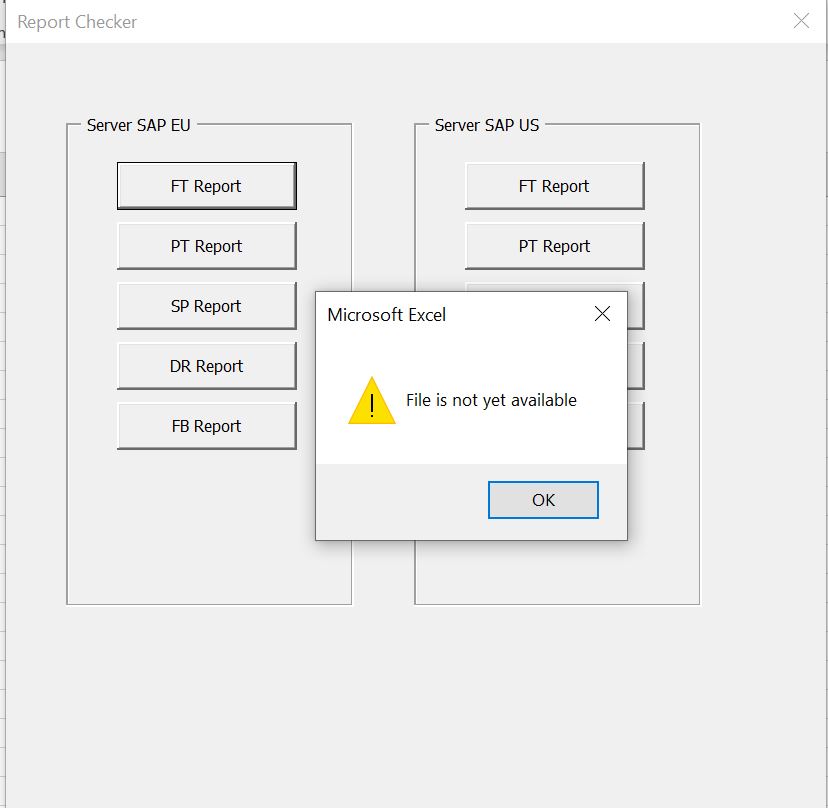 Report Checker
Server SAP EU
FT Report
PT Report
SP Report
DR Report
FB Report
Server SAP US
FT Report
PT Report
Microsoft Excel
File is not yet available
OK